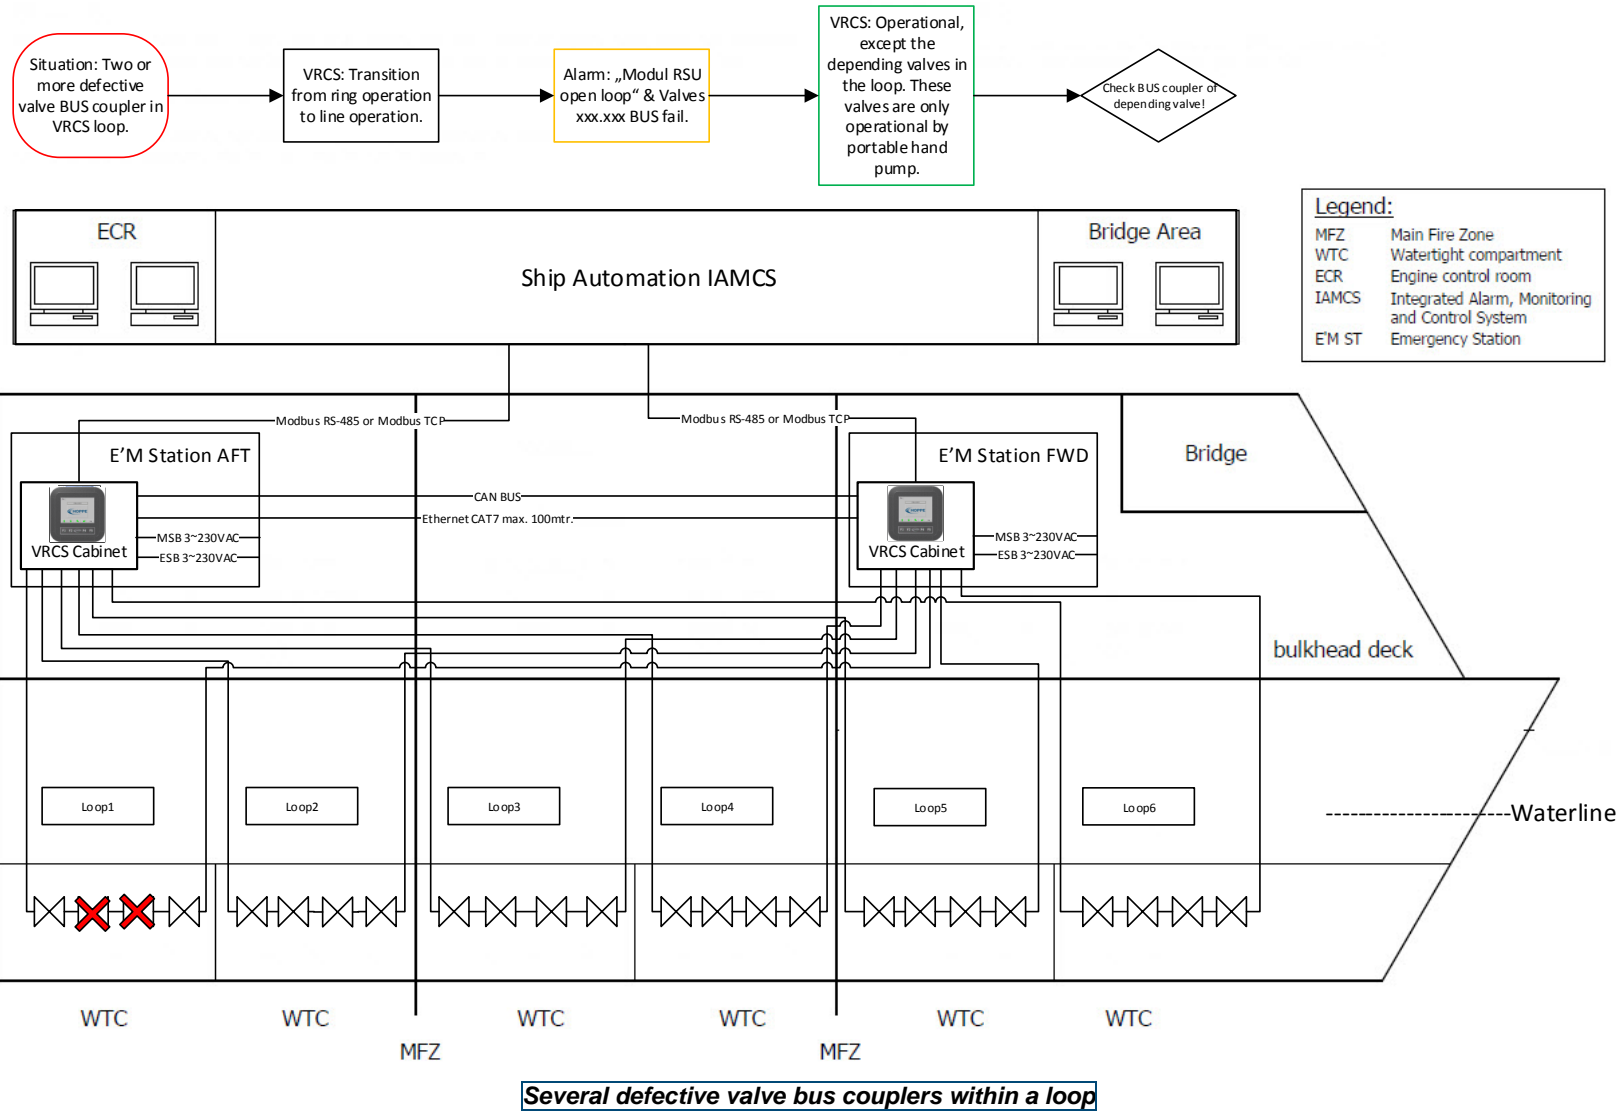 Situation: Two or
more defective
valve BUS coupler in
VRCS loop.
VRCS: Transition
from ring operation
to line operation.
Alarm: „Modul RSU
open loop“ & Valves
xxx.xxx BUS fail.
VRCS: Operational,
except the
depending valves in
the loop. These
valves are only
operational by
portable hand
pump.
Check BUS coupler of
depending valve!
Legend:
MFZ Main Fire Zone
WTC Watertight compartment
ECR Engine control room
IAMCS Integrated Alarm, Monitoring
and Control System
E'M ST Emergency Station
ECR
Ship Automation IAMCS
Bridge Area
Modbus RS-485 or Modbus TCP
Modbus RS-485 or Modbus TCP
E’M Station AFT
E’M Station FWD
Bridge
CAN BUS
Ethernet CAT7 max. 100mtr.
HOPPE
HOPPE
MSB 3~230VAC
ESB 3~230VAC
MSB 3~230VAC
ESB 3~230VAC
VRCS Cabinet
VRCS Cabinet
bulkhead deck
Loop1
Loop2
Loop3
Loop4
Loop5
Loop6
Waterline
WTC
WTC
WTC
WTC
WTC
WTC
MFZ
MFZ
Several defective valve bus couplers within a loop